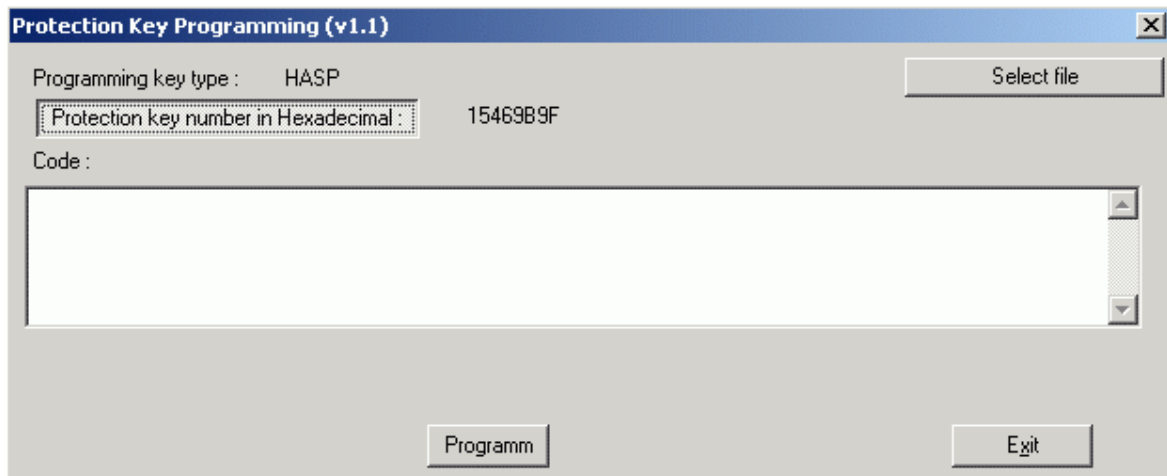 Protection Key Programming (v1.1)
Programming key type : HASP Select file
Protection key number in Hexadecimal : 15469B9F
Code :
Programm Exit